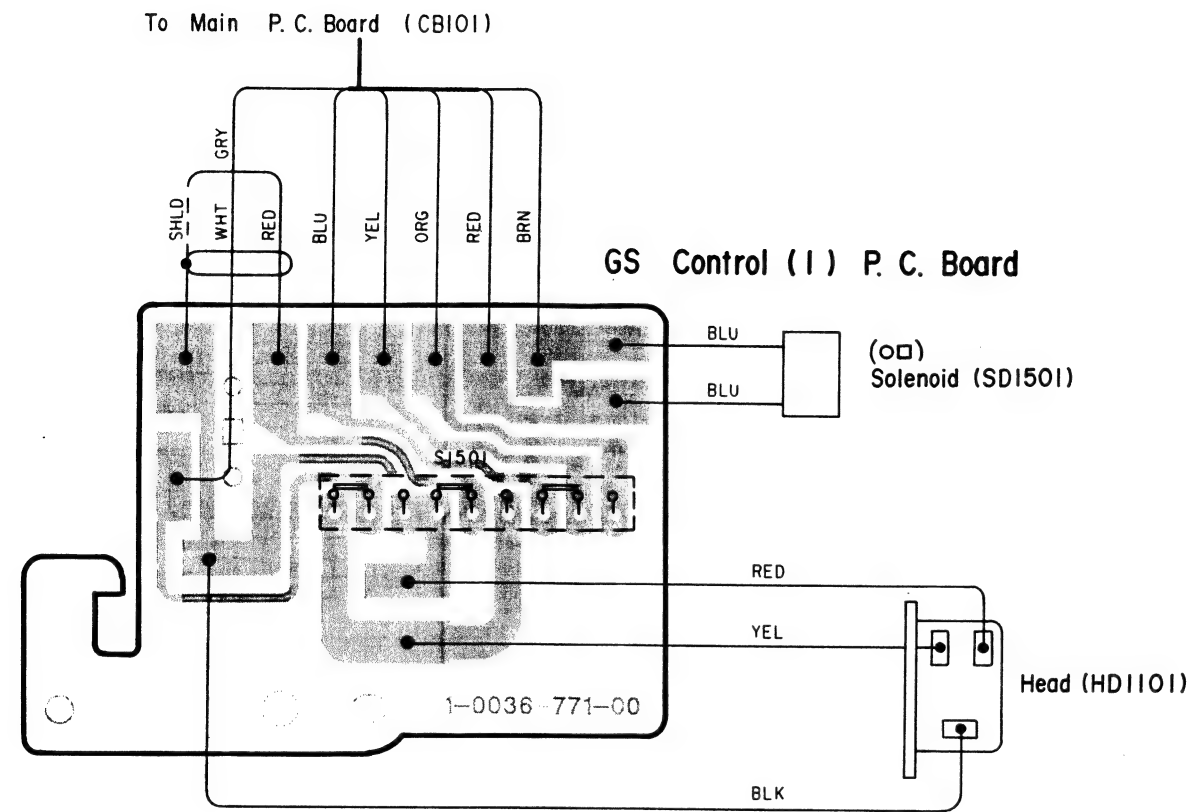 To Main P. C. Board (CB101)
GRY
SHLD
WHT
RED
BLU
YEL
ORG
RED
BRN
GS Control (1) P. C. Board
BLU
BLU
(○□)
Solenoid (SD1501)
S1501
RED
YEL
Head (HD1101)
1-0036 771-00
BLK